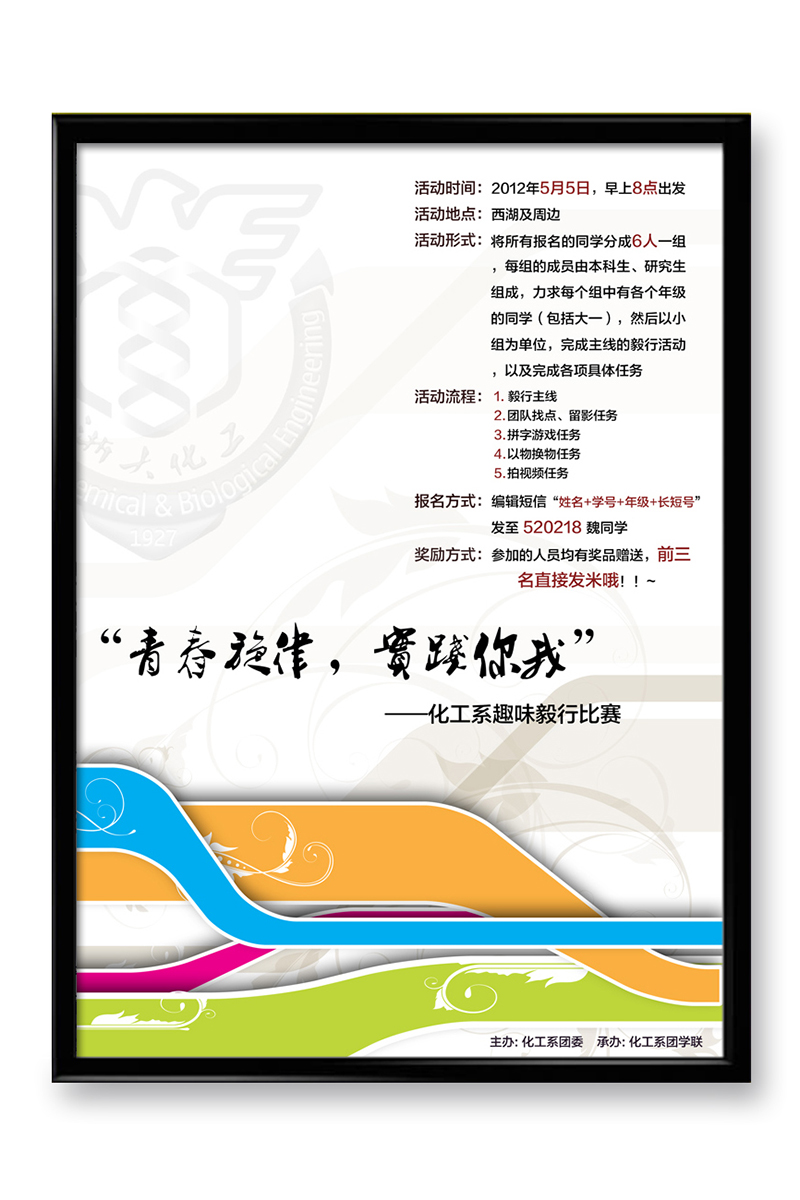 活动时间：2012年5月5日，早上8点出发
活动地点：西湖及周边
活动形式：将所有报名的同学分成6人一组
，每组的成员由本科生、研究生
组成，力求每个组中有各个年级
的同学（包括大一），然后以小
组为单位，完成主线的毅行活动
，以及完成各项具体任务
活动流程：1. 毅行主线
2.团队找点、留影任务
3.拼字游戏任务
4.以物换物任务
5.拍视频任务
报名方式：编辑短信“姓名+学号+年级+长短号”
发至 520218 魏同学
奖励方式：参加的人员均有奖品赠送，前三
名直接发米哦！！~
浙大化工
emical & Biological Engineering
1927
“青春旋律，實踐你我”
——化工系趣味毅行比赛
主办: 化工系团委 承办: 化工系团学联